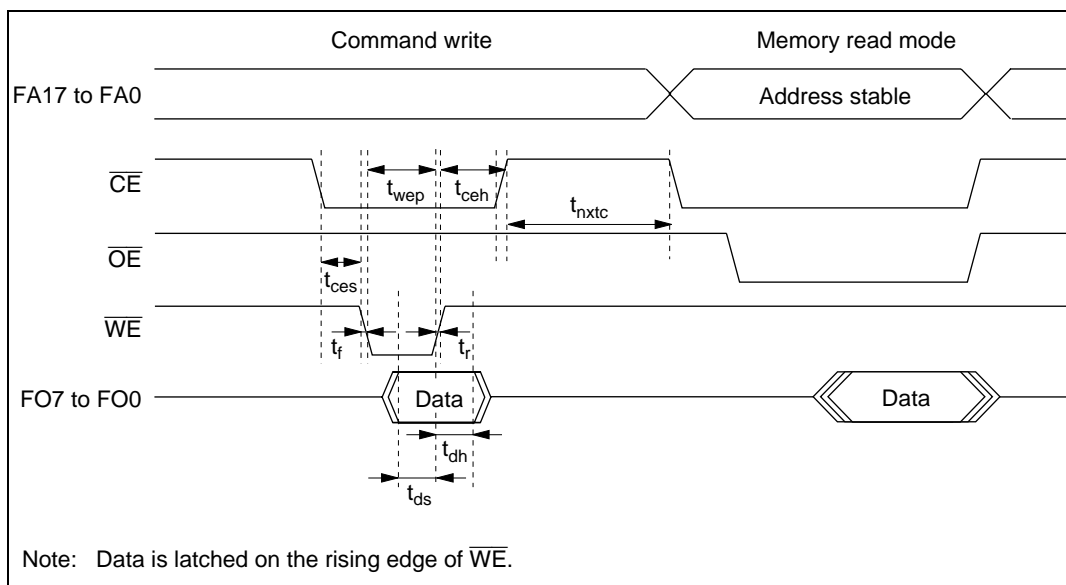 Command write
Memory read mode
FA17 to FA0
Address stable
CE
twep
tceh
tnxtc
OE
tces
WE
tf
tr
FO7 to FO0
Data
Data
tdh
tds
Note: Data is latched on the rising edge of WE.